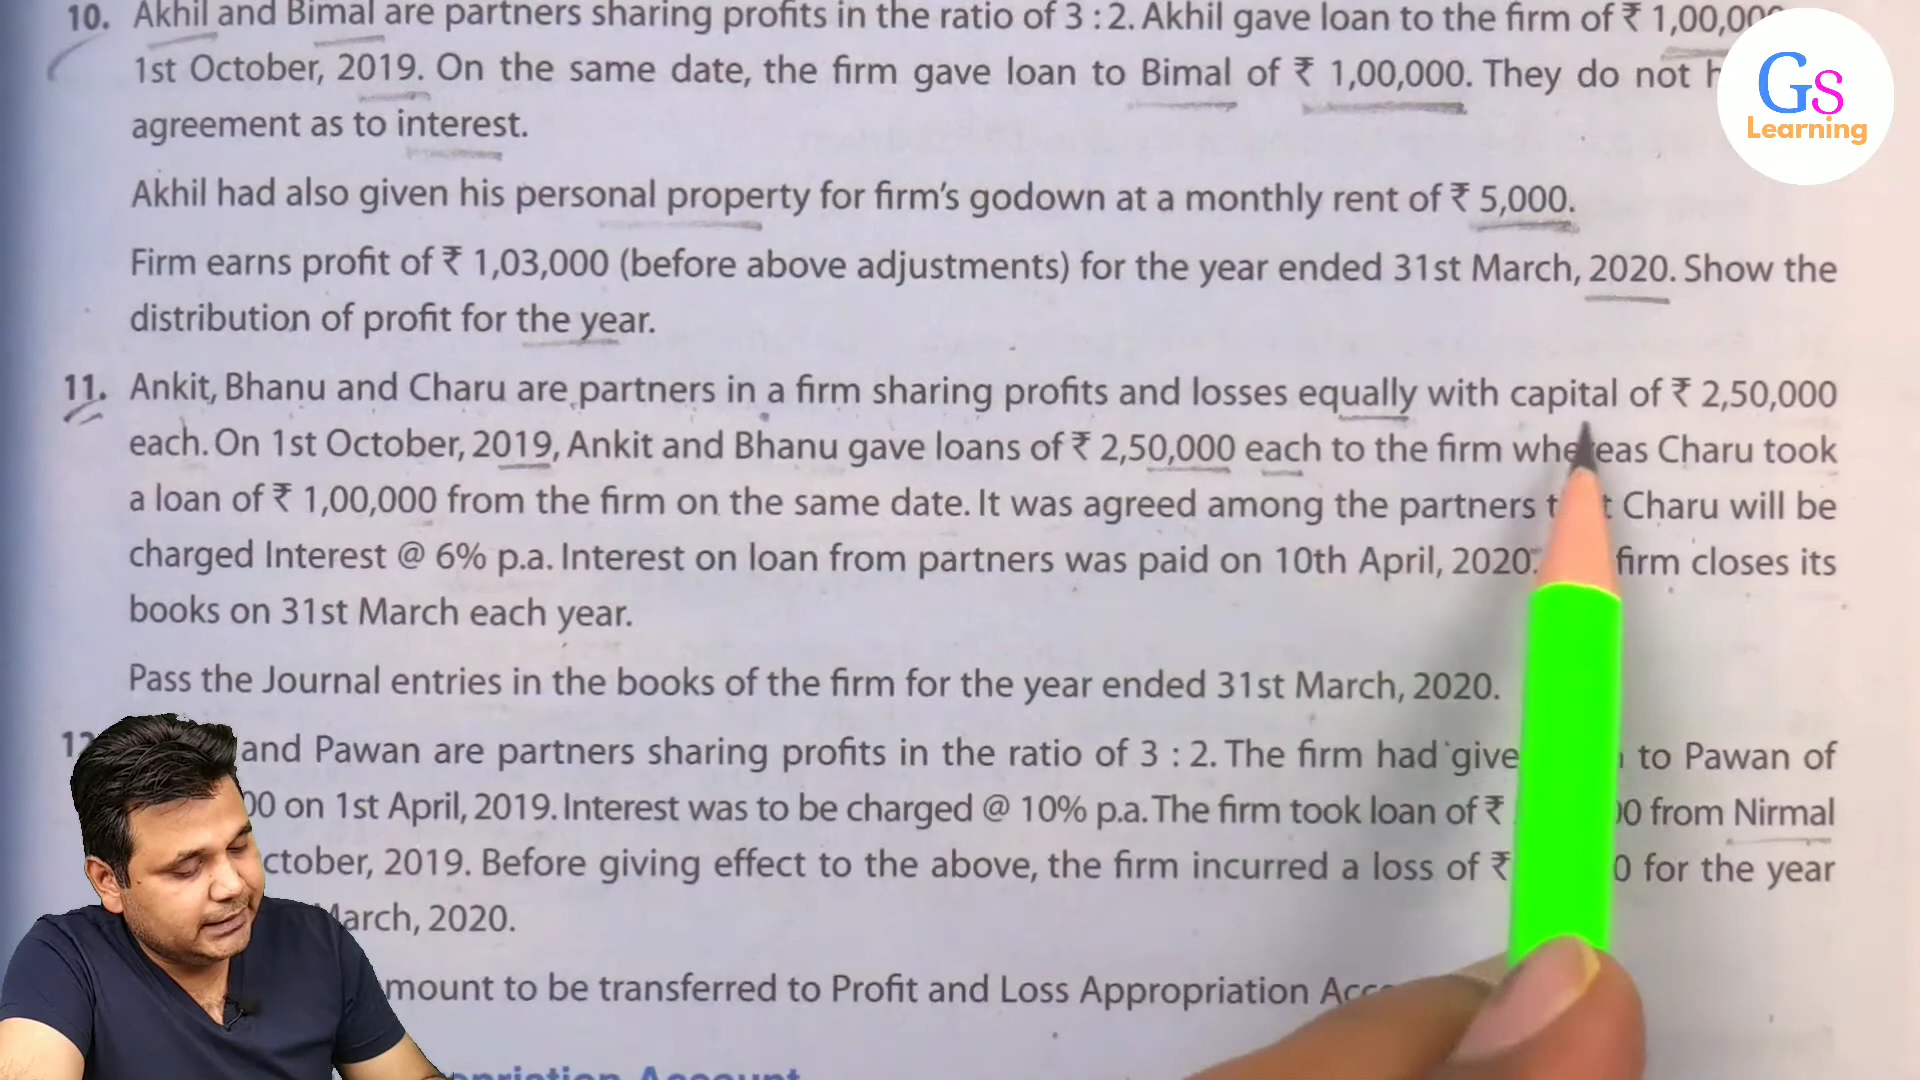 10. Akhil and Bimal are partners sharing profits in the ratio of 3 : 2. Akhil gave loan to the firm of ₹ 1,00,00
1st October, 2019. On the same date, the firm gave loan to Bimal of ₹ 1,00,000. They do not
agreement as to interest.
Akhil had also given his personal property for firm's godown at a monthly rent of ₹ 5,000.
Firm earns profit of ₹ 1,03,000 (before above adjustments) for the year ended 31st March, 2020. Show the
distribution of profit for the year.
11. Ankit, Bhanu and Charu are partners in a firm sharing profits and losses equally with capital of ₹ 2,50,000
each. On 1st October, 2019, Ankit and Bhanu gave loans of ₹ 2,50,000 each to the firm whereas Charu took
a loan of ₹ 1,00,000 from the firm on the same date. It was agreed among the partners Charu will be
charged Interest @ 6% p.a. Interest on loan from partners was paid on 10th April, 2020. firm closes its
books on 31st March each year.
Pass the Journal entries in the books of the firm for the year ended 31st March, 2020.
and Pawan are partners sharing profits in the ratio of 3 : 2. The firm had to Pawan of
00 on 1st April, 2019. Interest was to be charged @ 10% p.a. The firm took loan of ₹ from Nirmal
October, 2019. Before giving effect to the above, the firm incurred a loss of ₹ 0 for the year
March, 2020.
amount to be transferred to Profit and Loss Appropriation
Account
Gs
Learning